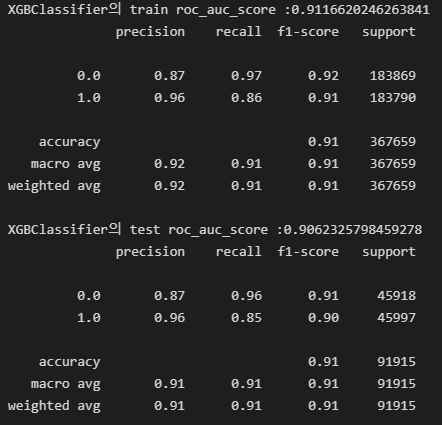 XGBClassifier의 train roc_auc_score :0.9116620246263841
precision recall f1-score support
0.0 0.87 0.97 0.92 183869
1.0 0.96 0.86 0.91 183790
accuracy 0.91 367659
macro avg 0.92 0.91 0.91 367659
weighted avg 0.92 0.91 0.91 367659
XGBClassifier의 test roc_auc_score :0.9062325798459278
precision recall f1-score support
0.0 0.87 0.96 0.91 45918
1.0 0.96 0.85 0.90 45997
accuracy 0.91 91915
macro avg 0.91 0.91 0.91 91915
weighted avg 0.91 0.91 0.91 91915